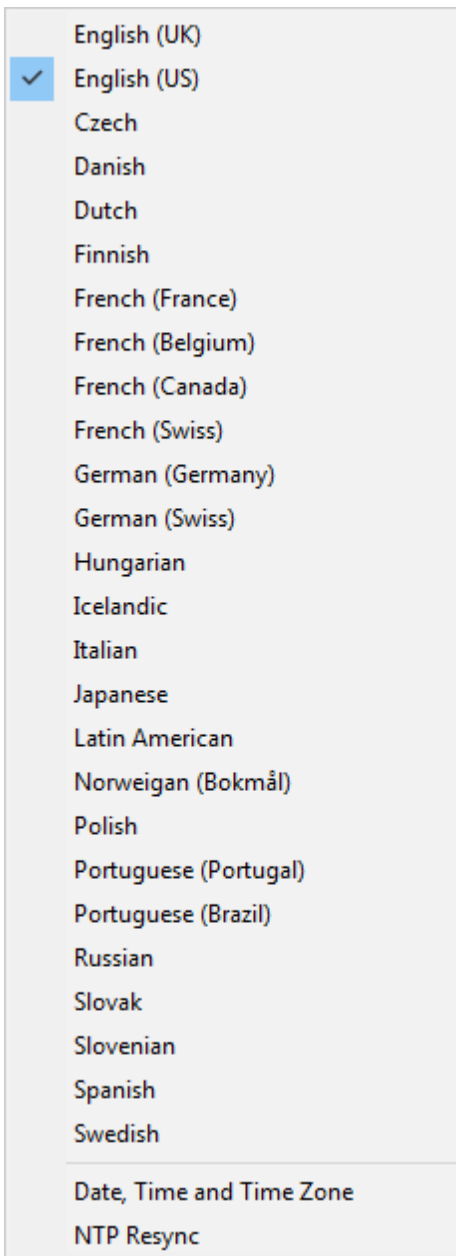 English (UK)
English (US)
Czech
Danish
Dutch
Finnish
French (France)
French (Belgium)
French (Canada)
French (Swiss)
German (Germany)
German (Swiss)
Hungarian
Icelandic
Italian
Japanese
Latin American
Norweigan (Bokmål)
Polish
Portuguese (Portugal)
Portuguese (Brazil)
Russian
Slovak
Slovenian
Spanish
Swedish
Date, Time and Time Zone
NTP Resync